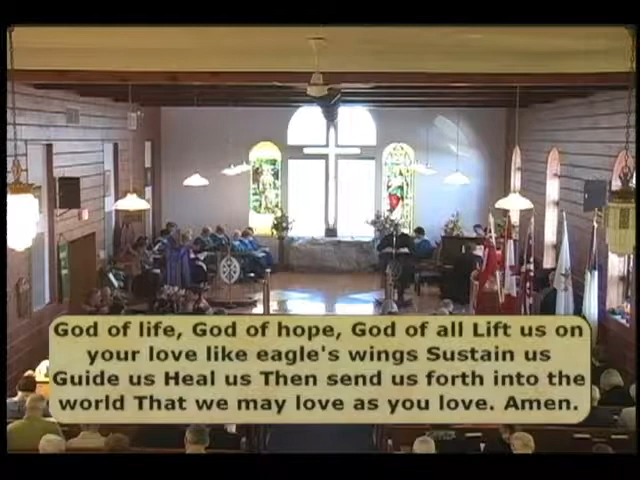 God of life, God of hope, God of all Lift us on
your love like eagle's wings Sustain us
Guide us Heal us Then send us forth into the
world That we may love as you love. Amen.